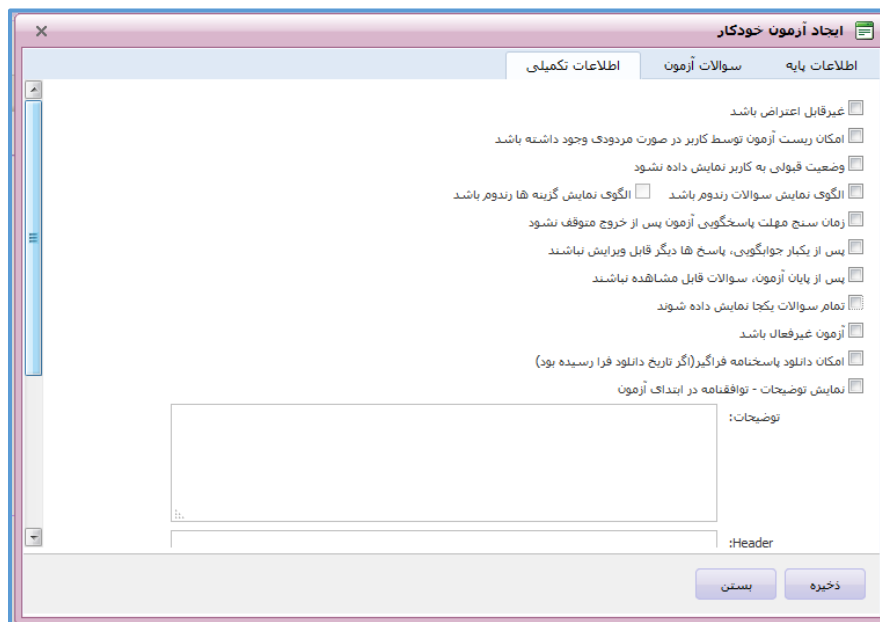 ایجاد آزمون خودکار
اطلاعات پایه سوالات آزمون اطلاعات تکمیلی
غیرقابل اعتراض باشد
امکان ریست آزمون توسط کاربر در صورت مردودی وجود داشته باشد
وضعیت قبولی به کاربر نمایش داده نشود
الگوی نمایش سوالات رندوم باشد الگوی نمایش گزینه ها رندوم باشد
زمان سنج مهلت پاسخگویی آزمون پس از خروج متوقف نشود
پس از یکبار جوابگویی، پاسخ ها دیگر قابل ویرایش نباشند
پس از پایان آزمون، سوالات قابل مشاهده نباشند
تمام سوالات یکجا نمایش داده شوند
آزمون غیرفعال باشد
امکان دانلود پاسخنامه فراگیر(اگر تاریخ دانلود فرا رسیده بود)
نمایش توضیحات - توافقنامه در ابتدای آزمون
توضیحات:
Header:
ذخیره بستن